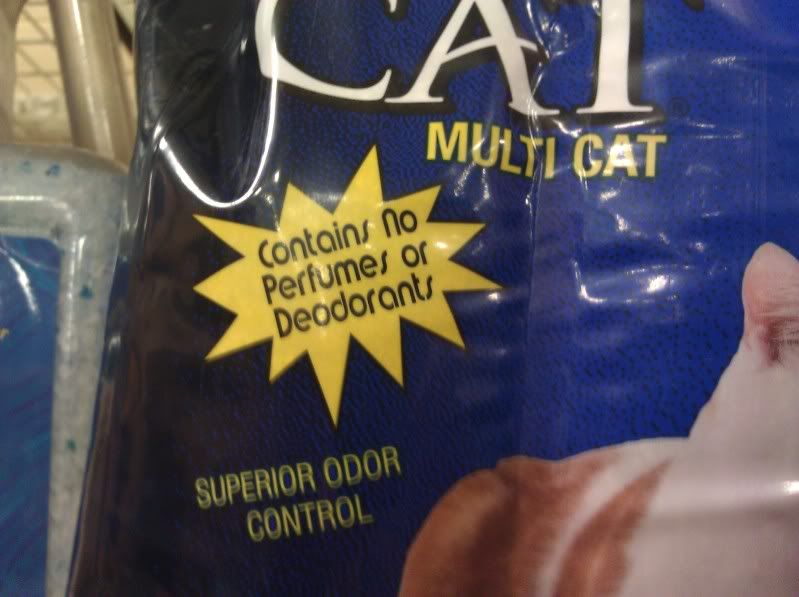 CAT
MULTI CAT
Contains No
Perfumes or
Deodorants
SUPERIOR ODOR
CONTROL